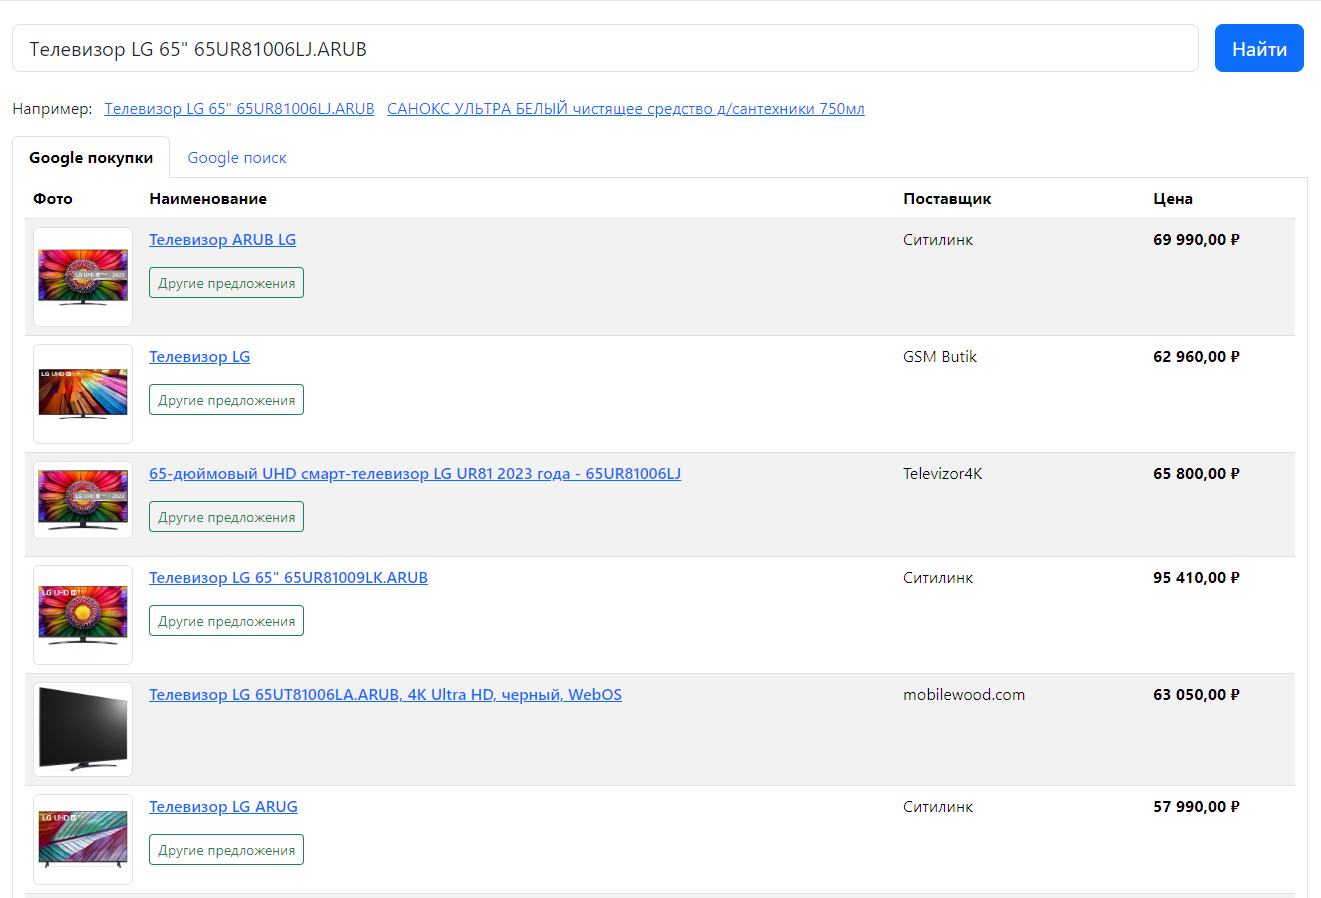 Телевизор LG 65" 65UR81006LJ.ARUB
Найти
Например: Телевизор LG 65" 65UR81006LJ.ARUB САНОКС УЛЬТРА БЕЛЫЙ чистящее средство д/сантехники 750мл
Google покупки Google поиск
Фото Наименование Поставщик Цена
Телевизор ARUB LG Ситилинк 69 990,00 ₽
Другие предложения
Телевизор LG GSM Butik 62 960,00 ₽
Другие предложения
65-дюймовый UHD смарт-телевизор LG UR81 2023 года - 65UR81006LJ Televizor4K 65 800,00 ₽
Другие предложения
Телевизор LG 65" 65UR81009LK.ARUB Ситилинк 95 410,00 ₽
Другие предложения
Телевизор LG 65UT81006LA.ARUB, 4K Ultra HD, черный, WebOS mobilewood.com 63 050,00 ₽
Телевизор LG ARUG Ситилинк 57 990,00 ₽
Другие предложения